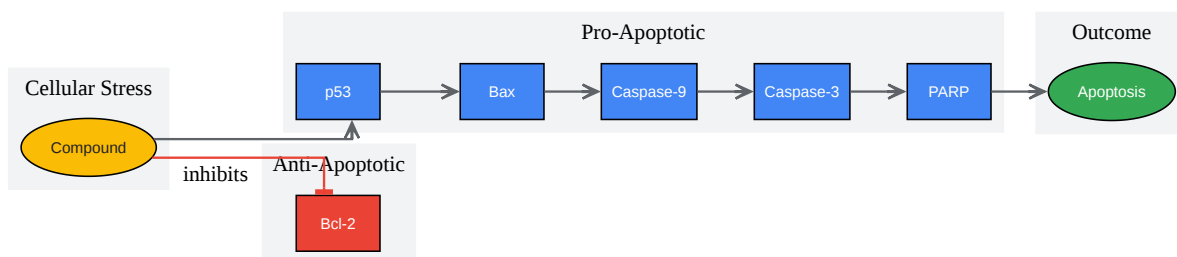 Pro-Apoptotic
Outcome
Cellular Stress
p53
Bax
Caspase-9
Caspase-3
PARP
Apoptosis
Compound
inhibits
Anti-Apoptotic
Bcl-2